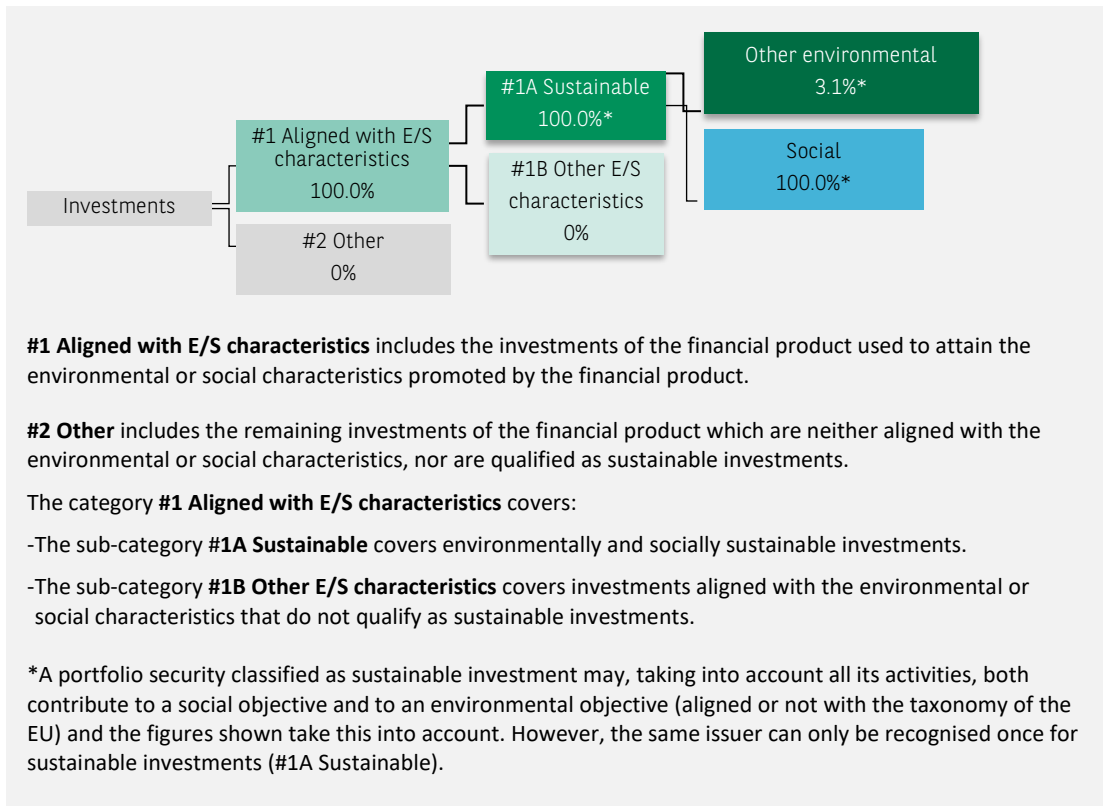 Other environmental
3.1%*
#1A Sustainable
100.0%*
#1 Aligned with E/S
characteristics
100.0%
Social
100.0%*
#1B Other E/S
characteristics
0%
Investments
#2 Other
0%
#1 Aligned with E/S characteristics includes the investments of the financial product used to attain the
environmental or social characteristics promoted by the financial product.
#2 Other includes the remaining investments of the financial product which are neither aligned with the
environmental or social characteristics, nor are qualified as sustainable investments.
The category #1 Aligned with E/S characteristics covers:
-The sub-category #1A Sustainable covers environmentally and socially sustainable investments.
-The sub-category #1B Other E/S characteristics covers investments aligned with the environmental or
social characteristics that do not qualify as sustainable investments.
*A portfolio security classified as sustainable investment may, taking into account all its activities, both
contribute to a social objective and to an environmental objective (aligned or not with the taxonomy of the
EU) and the figures shown take this into account. However, the same issuer can only be recognised once for
sustainable investments (#1A Sustainable).